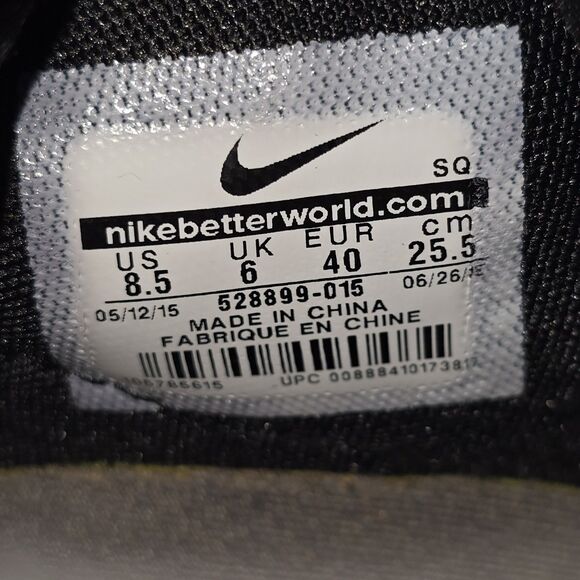 SQ
nikebetterworld.com
US UK EUR cm
8.5 6 40 25.5
05/12/15 528899-015
MADE IN CHINA
FABRIQUE EN CHINE
UPC